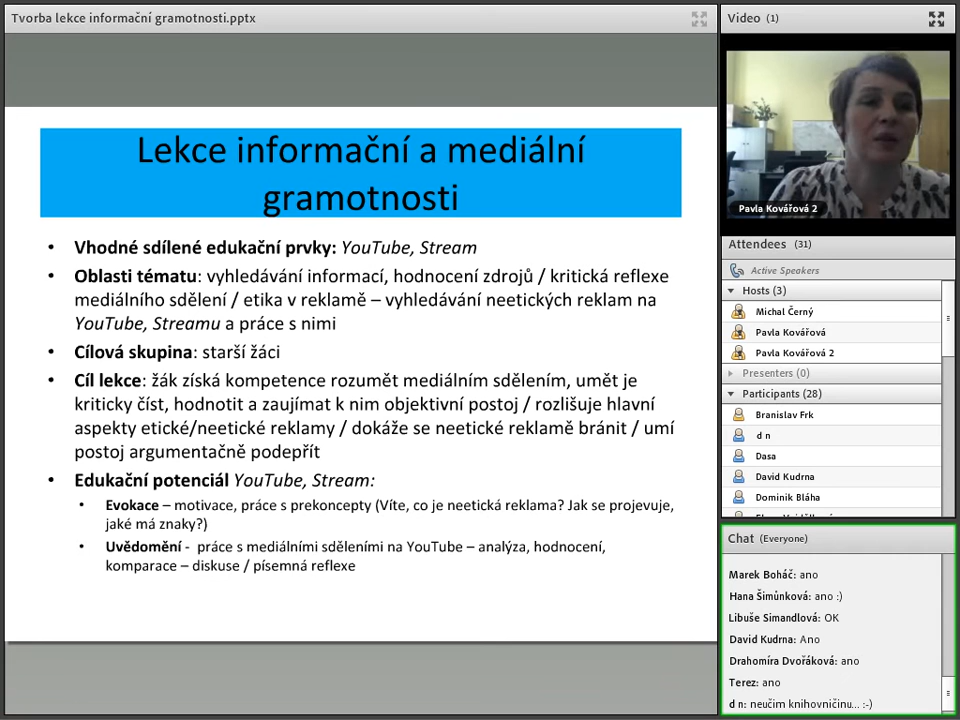 Tvorba lekce informační gramotnosti.pptx
Lekce informační a mediální
gramotnosti
• Vhodné sdílené edukační prvky: YouTube, Stream
• Oblasti tématu: vyhledávání informací, hodnocení zdrojů / kritická reflexe
mediálního sdělení / etika v reklamě – vyhledávání neetických reklam na
YouTube, Streamu a práce s nimi
• Cílová skupina: starší žáci
• Cíl lekce: žák získá kompetence rozumět mediálním sdělením, umět je
kriticky číst, hodnotit a zaujímat k nim objektivní postoj / rozlišuje hlavní
aspekty etické/neetické reklamy / dokáže se neetické reklamě bránit / umí
postoj argumentačně podepřít
• Edukační potenciál YouTube, Stream:
• Evokace – motivace, práce s prekoncepty (Víte, co je neetická reklama? Jak se projevuje,
jaké má znaky?)
• Uvědomění - práce s mediálními sděleními na YouTube – analýza, hodnocení,
komparace – diskuse / písemná reflexe
Video (1)
Pavla Kovářová 2
Attendees (31)
Active Speakers
Hosts (3)
Michal Černý
Pavla Kovářová
Pavla Kovářová 2
Presenters (0)
Participants (28)
Branislav Frk
d n
Dasa
David Kudrna
Dominik Bláha
Chat (Everyone)
Marek Boháč: ano
Hana Šimůnková: ano :)
Libuše Simandlová: OK
David Kudrna: Ano
Drahomíra Dvořáková: ano
Terez: ano
d n: neučim knihovničinu... :-)